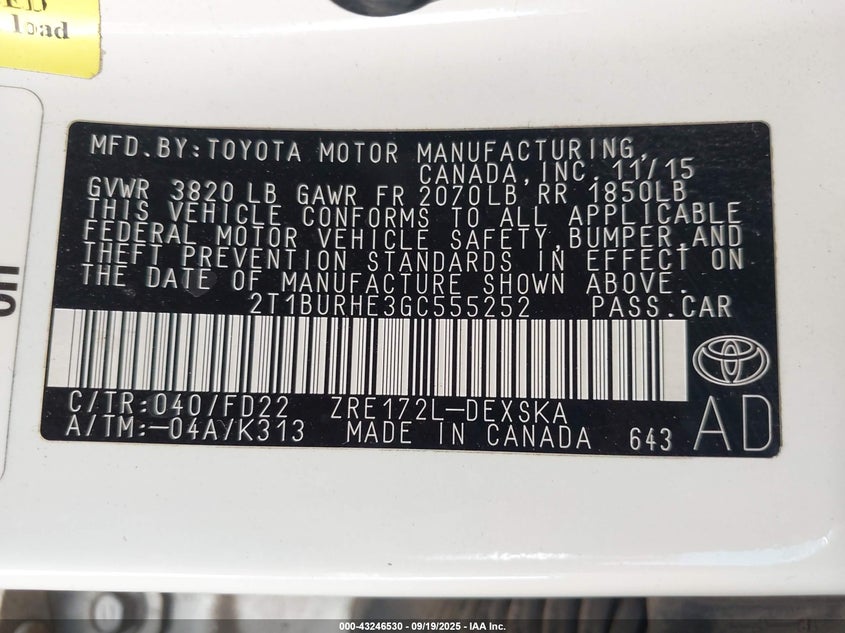 load
MFD.BY:TOYOTA MOTOR MANUFACTURING,
CANADA,INC. 11/15
GVWR 3820 LB GAWR FR 2070LB RR 1850LB
THIS VEHICLE CONFORMS TO ALL APPLICABLE
FEDERAL MOTOR VEHICLE SAFETY,BUMPER,AND
THEFT PREVENTION STANDARDS IN EFFECT ON
THE DATE OF MANUFACTURE SHOWN ABOVE.
2T1BURHE3GC555252 PASS.CAR
C/TR:040/FD22 ZRE172L-DEXSKA
A/TM:-04A/K313 MADE IN CANADA 643 AD
000-43246530 - 09/19/2025 - IAA Inc.